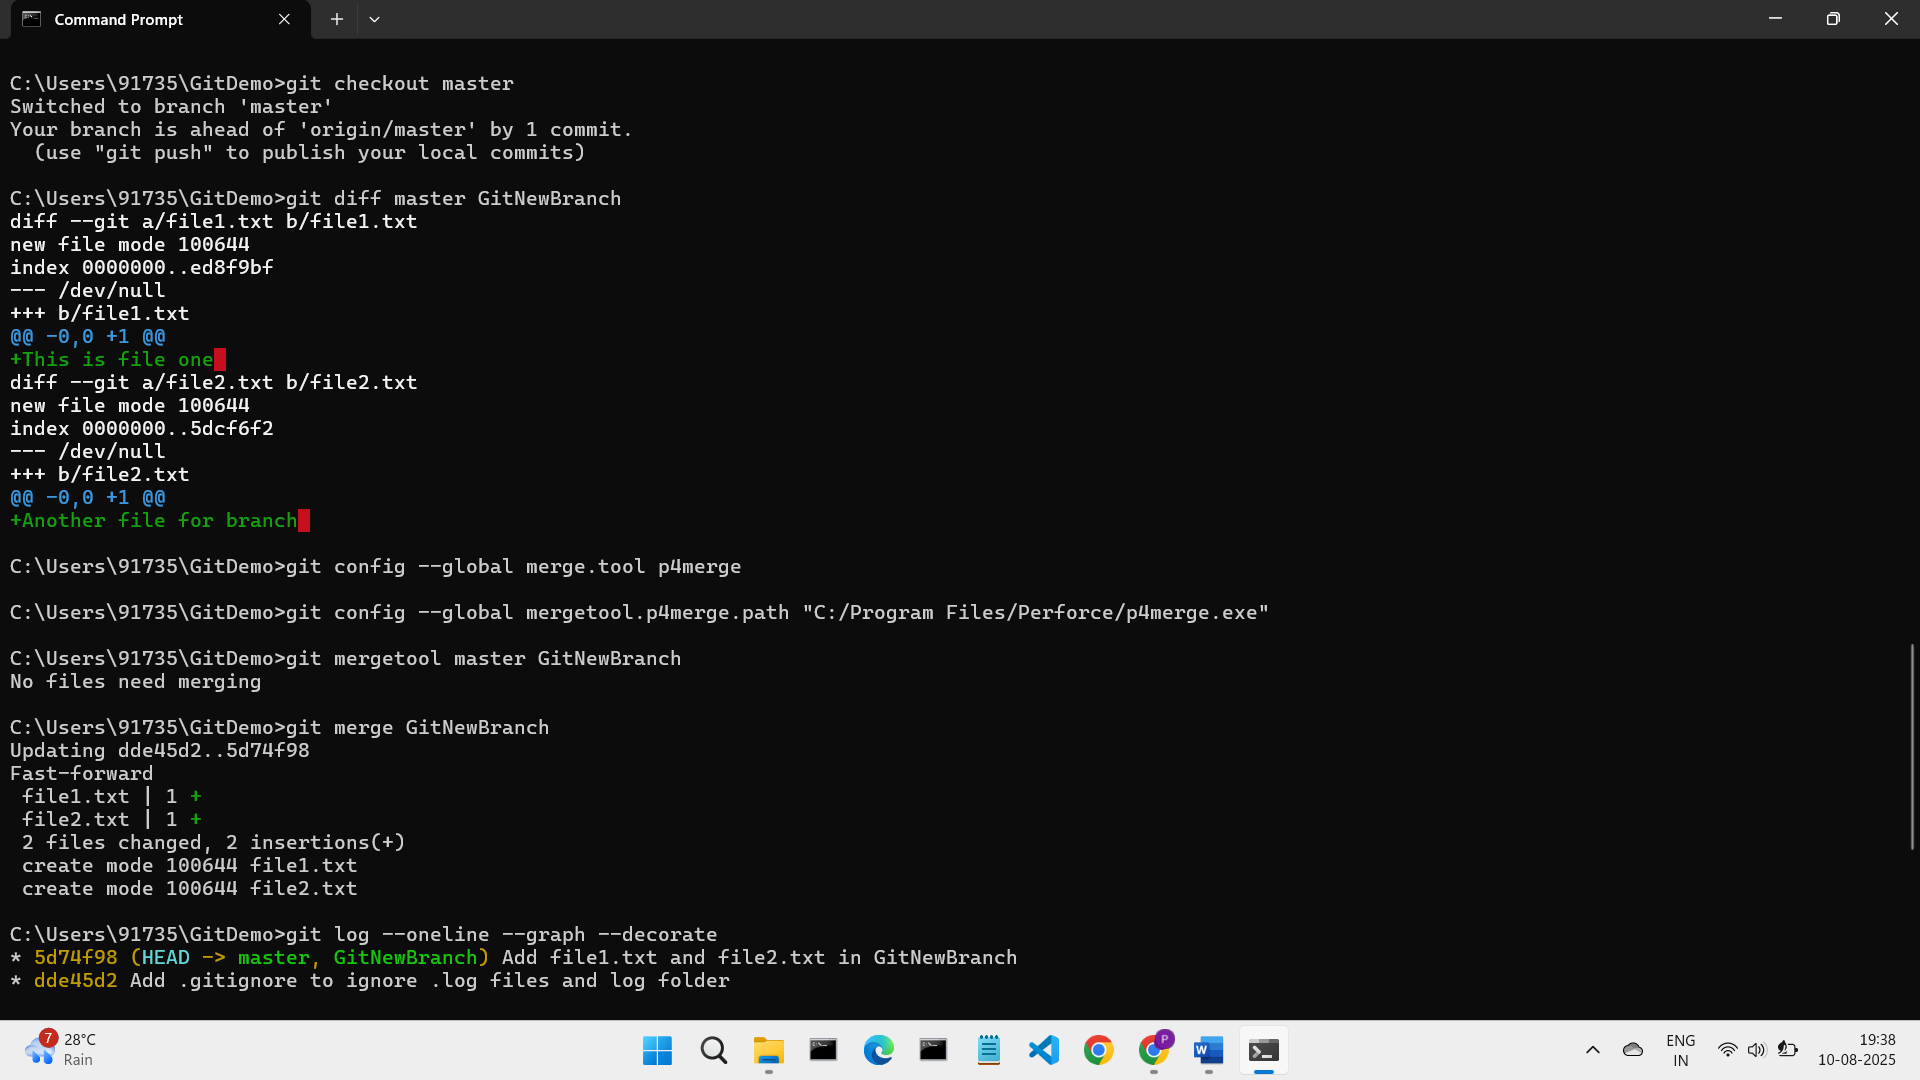 Command Prompt
C:\Users\91735\GitDemo>git checkout master
Switched to branch 'master'
Your branch is ahead of 'origin/master' by 1 commit.
  (use "git push" to publish your local commits)
C:\Users\91735\GitDemo>git diff master GitNewBranch
diff --git a/file1.txt b/file1.txt
new file mode 100644
index 0000000..ed8f9bf
--- /dev/null
+++ b/file1.txt
@@ -0,0 +1 @@
+This is file one
diff --git a/file2.txt b/file2.txt
new file mode 100644
index 0000000..5dcf6f2
--- /dev/null
+++ b/file2.txt
@@ -0,0 +1 @@
+Another file for branch
C:\Users\91735\GitDemo>git config --global merge.tool p4merge
C:\Users\91735\GitDemo>git config --global mergetool.p4merge.path "C:/Program Files/Perforce/p4merge.exe"
C:\Users\91735\GitDemo>git mergetool master GitNewBranch
No files need merging
C:\Users\91735\GitDemo>git merge GitNewBranch
Updating dde45d2..5d74f98
Fast-forward
 file1.txt | 1 +
 file2.txt | 1 +
 2 files changed, 2 insertions(+)
 create mode 100644 file1.txt
 create mode 100644 file2.txt
C:\Users\91735\GitDemo>git log --oneline --graph --decorate
* 5d74f98 (HEAD -> master, GitNewBranch) Add file1.txt and file2.txt in GitNewBranch
* dde45d2 Add .gitignore to ignore .log files and log folder
7
28°C
Rain
P
W
ENG
IN
19:38
10-08-2025